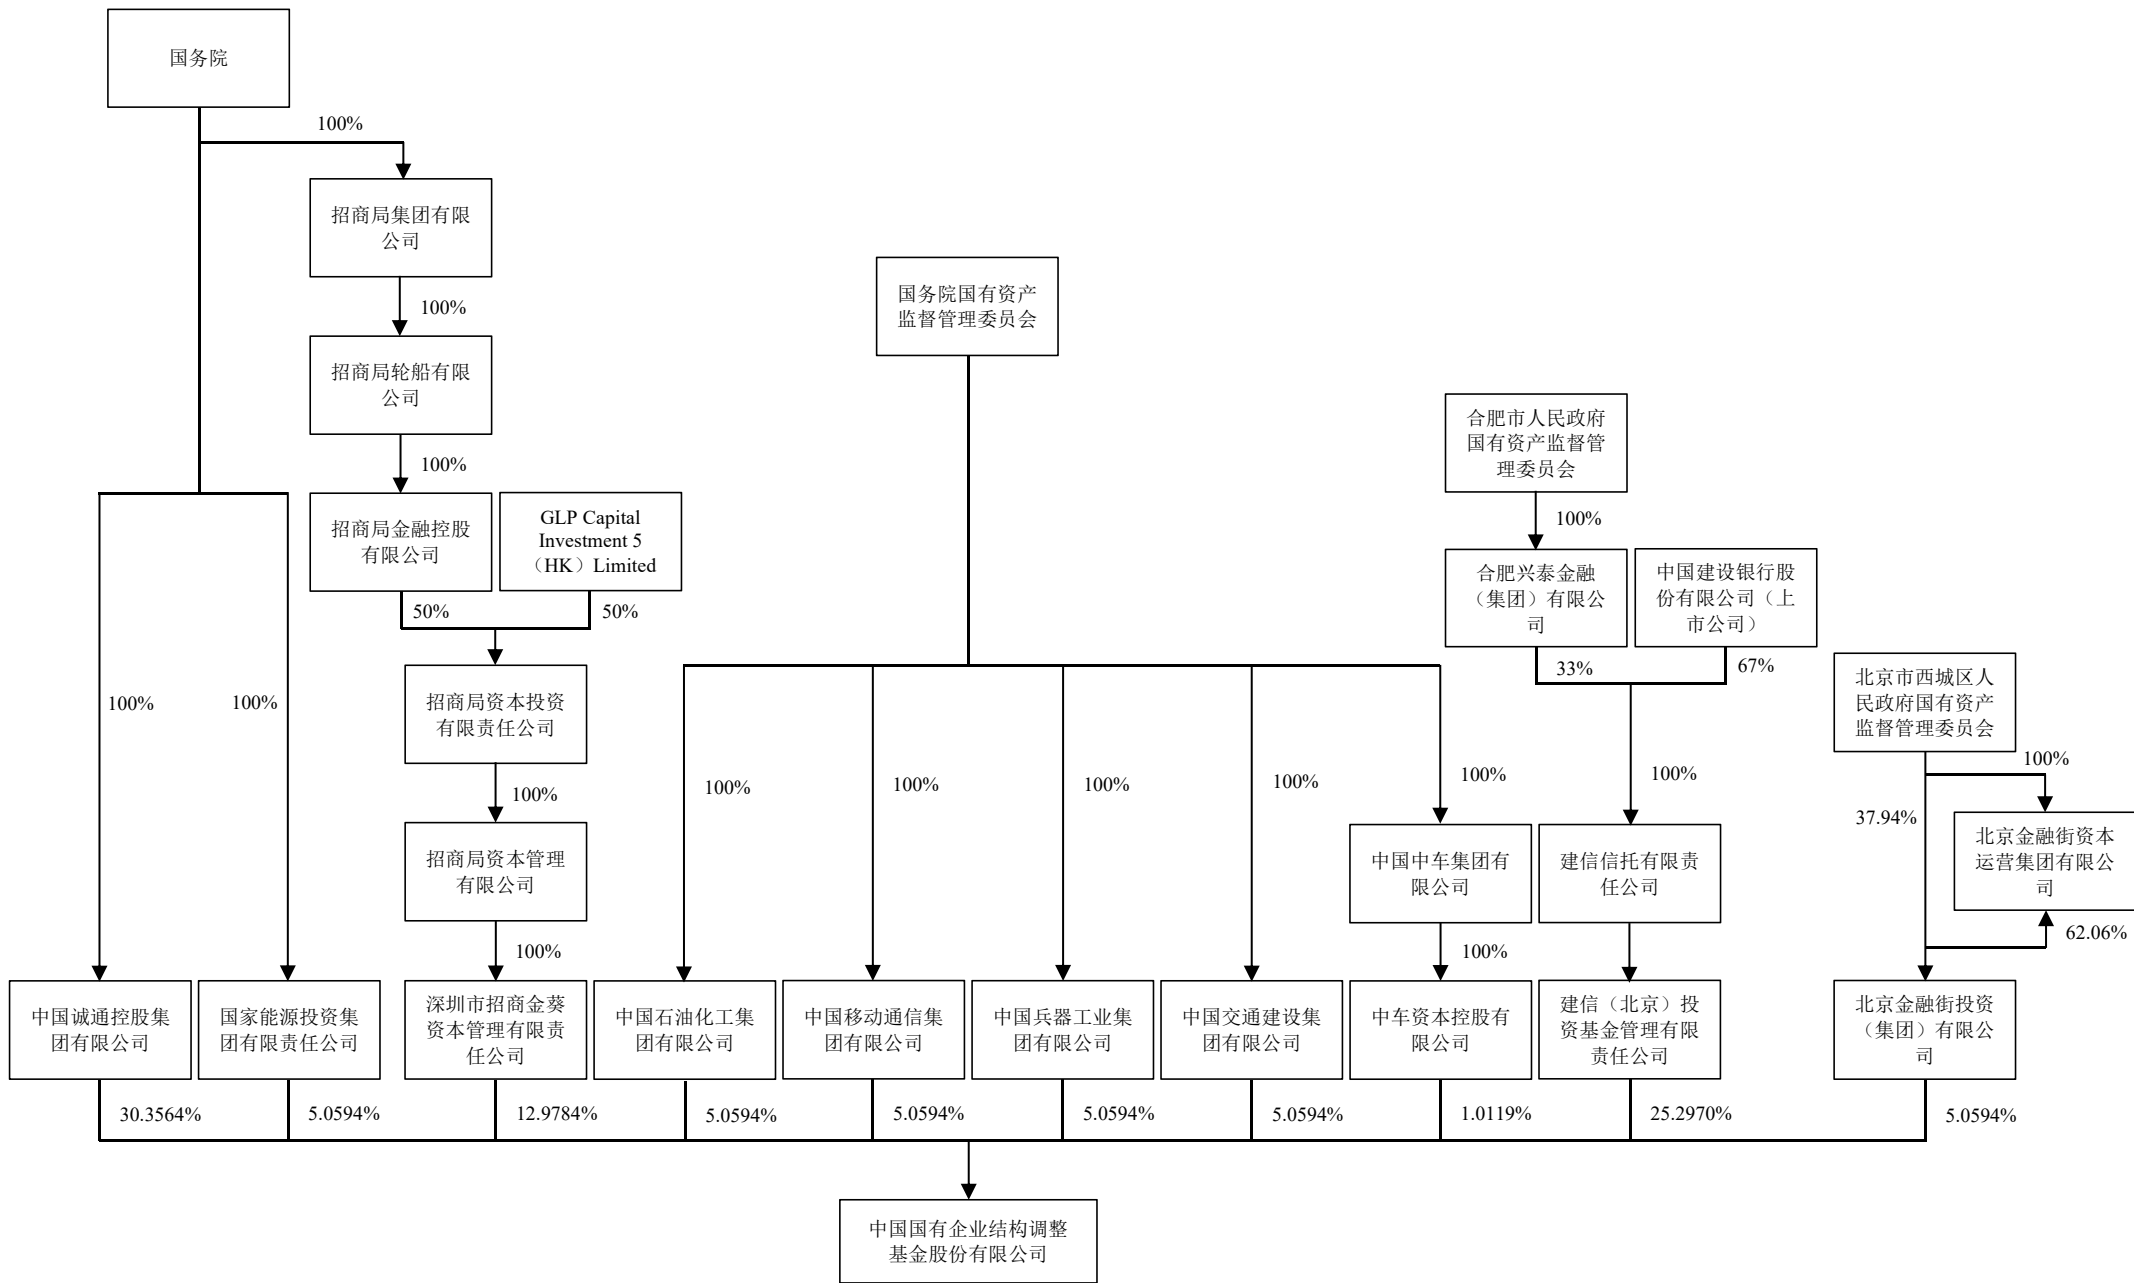 国务院
100%
招商局集团有限
公司
100%
招商局轮船有限
公司
100%
招商局金融控股
有限公司
GLP Capital
Investment 5
（HK）Limited
50%
50%
招商局资本投资
有限责任公司
100%
招商局资本管理
有限公司
100%
100%
100%
国务院国有资产
监督管理委员会
100%
100%
100%
100%
100%
中国中车集团有
限公司
100%
合肥市人民政府
国有资产监督管
理委员会
100%
合肥兴泰金融
（集团）有限公
司
中国建设银行股
份有限公司（上
市公司）
33%
67%
100%
建信信托有限责
任公司
北京市西城区人
民政府国有资产
监督管理委员会
100%
37.94%
北京金融街资本
运营集团有限公
司
62.06%
中国诚通控股集
团有限公司
国家能源投资集
团有限责任公司
深圳市招商金葵
资本管理有限责
任公司
中国石油化工集
团有限公司
中国移动通信集
团有限公司
中国兵器工业集
团有限公司
中国交通建设集
团有限公司
中车资本控股有
限公司
建信（北京）投
资基金管理有限
责任公司
北京金融街投资
（集团）有限公
司
30.3564%
5.0594%
12.9784%
5.0594%
5.0594%
5.0594%
5.0594%
1.0119%
25.2970%
5.0594%
中国国有企业结构调整
基金股份有限公司